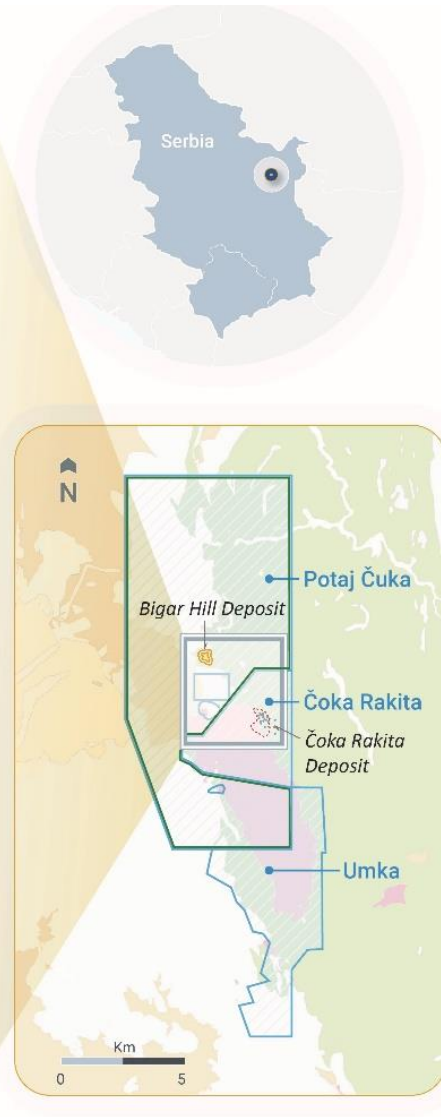 Serbia
N
Potaj Čuka
Bigar Hill Deposit
Čoka Rakita
Čoka Rakita
Deposit
Umka
Km
0 5